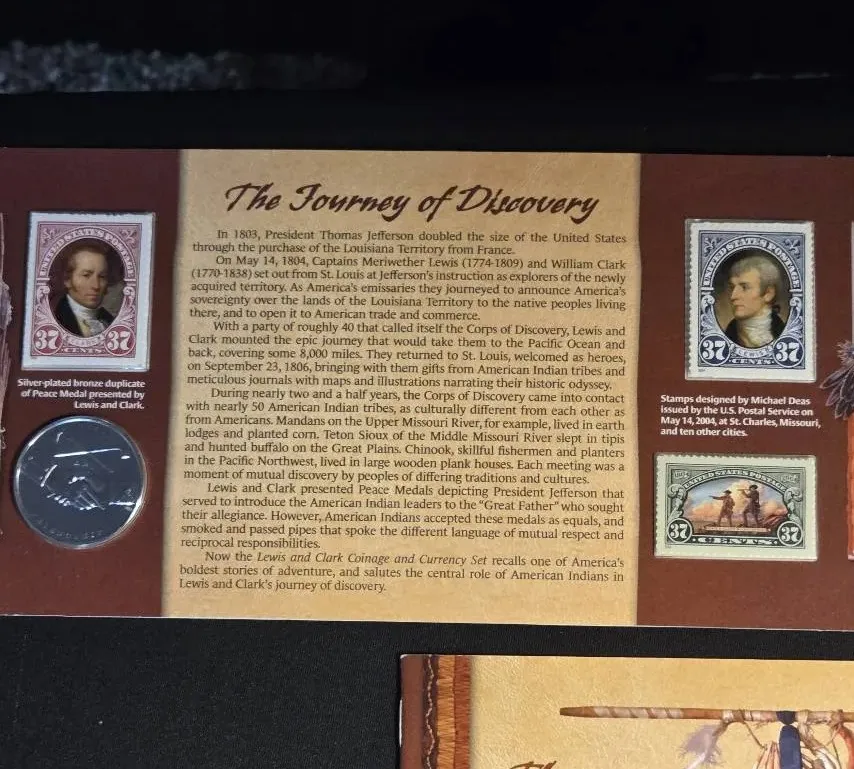 The Journey of Discovery
In 1803, President Thomas Jefferson doubled the size of the United States
through the purchase of the Louisiana Territory from France.
On May 14, 1804, Captains Meriwether Lewis (1774-1809) and William Clark
(1770-1838) set out from St. Louis at Jefferson's instruction as explorers of the newly
acquired territory. As America's emissaries they journeyed to announce America's
sovereignty over the lands of the Louisiana Territory to the native peoples living
there, and to open it to American trade and commerce.
With a party of roughly 40 that called itself the Corps of Discovery, Lewis and
Clark mounted the epic journey that would take them to the Pacific Ocean and
back, covering some 8,000 miles. They returned to St. Louis, welcomed as heroes,
on September 23, 1806, bringing with them gifts from American Indian tribes and
meticulous journals with maps and illustrations narrating their historic odyssey.
During nearly two and a half years, the Corps of Discovery came into contact
with nearly 50 American Indian tribes, as culturally different from each other as
from Americans. Mandans on the Upper Missouri River, for example, lived in earth
lodges and planted corn. Teton Sioux of the Middle Missouri River slept in tipis
and hunted buffalo on the Great Plains. Chinook, skillful fishermen and planters
in the Pacific Northwest, lived in large wooden plank houses. Each meeting was a
moment of mutual discovery by peoples of differing traditions and cultures.
Lewis and Clark presented Peace Medals depicting President Jefferson that
served to introduce the American Indian leaders to the "Great Father" who sought
their allegiance. However, American Indians accepted these medals as equals, and
smoked and passed pipes that spoke the different language of mutual respect and
reciprocal responsibilities.
Now the Lewis and Clark Coinage and Currency Set recalls one of America's
boldest stories of adventure, and salutes the central role of American Indians in
Lewis and Clark's journey of discovery.
UNITED STATES POSTAGE
37 CLARK 37
CENTS
Silver-plated bronze duplicate
of Peace Medal presented by
Lewis and Clark.
UNITED STATES POSTAGE
37 LEWIS 37
CENTS
Stamps designed by Michael Deas
issued by the U.S. Postal Service on
May 14, 2004, at St. Charles, Missouri,
and ten other cities.
UNITED STATES POSTAGE
37 37
CENTS